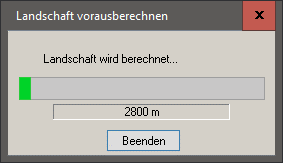 Landschaft vorausberechnen
Landschaft wird berechnet...
2800 m
Beenden